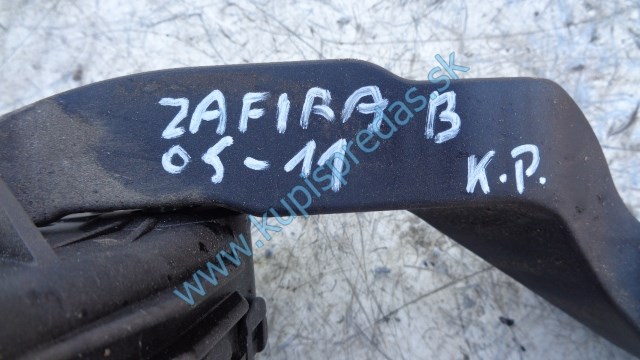 ZAFIRA B
05-11
K.P.
www.kupispredas.sk